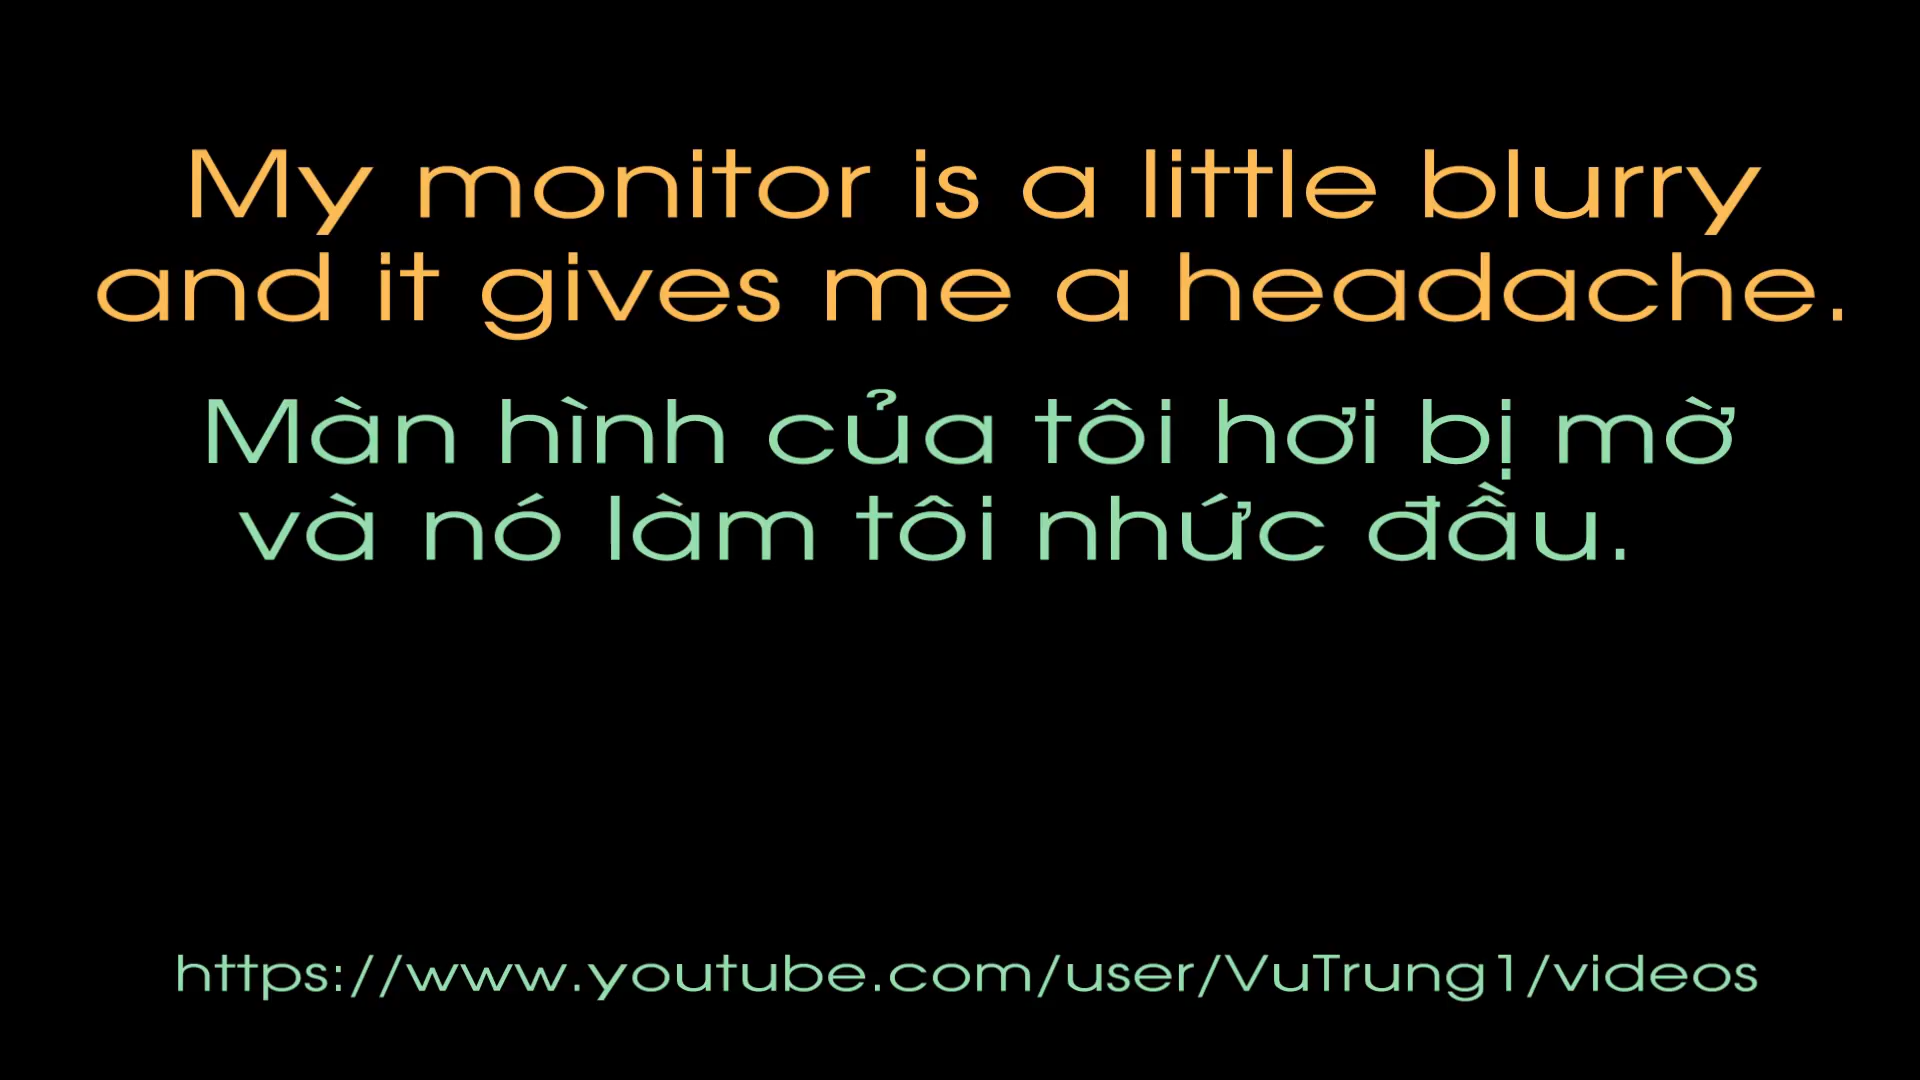 My monitor is a little blurry
and it gives me a headache.
Màn hình của tôi hơi bị mờ
và nó làm tôi nhức đầu.
https://www.youtube.com/user/VuTrung1/videos